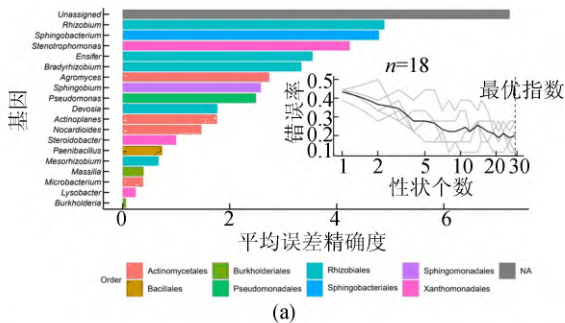 Unassigned
Rhizobium
Sphingobacterium
Stenotrophomonas
Ensifer
Bradyrhizobium
Agromyces
Sphingobium
Pseudomonas
Devosia
Actinoplanes
Nocardioides
Steroidobacter
Paenibacillus
Mesorhizobium
Massilia
Microbacterium
Lysobacter
Burkholderia
基因
0 2 4 6
平均误差精确度
n=18
最优指数
错误率
0.5
0.4
0.3
0.2
0.1
1 2 5 10 20 30
性状个数
Order
Actinomycetales Burkholderiales Rhizobiales Sphingomonadales NA
Bacillales Pseudomonadales Sphingobacteriales Xanthomonadales
(a)